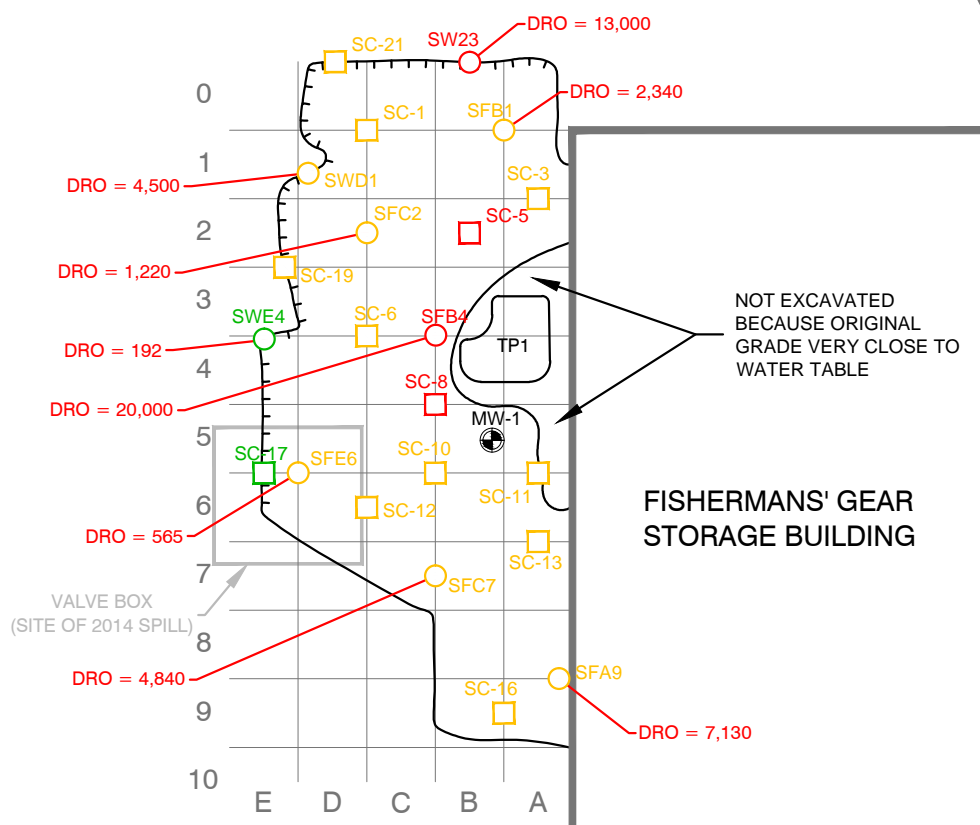 DRO = 13,000
SW23
SC-21
0
DRO = 2,340
SC-1
SFB1
1
DRO = 4,500
SWD1
SC-3
2
SFC2
SC-5
DRO = 1,220
SC-19
3
SWE4
SC-6
SFB4
NOT EXCAVATED
BECAUSE ORIGINAL
GRADE VERY CLOSE TO
WATER TABLE
DRO = 192
TP1
4
SC-8
DRO = 20,000
MW-1
5
SC-17
SFE6
SC-10
SC-11
6
SC-12
FISHERMANS' GEAR
STORAGE BUILDING
DRO = 565
SC-13
7
SFC7
VALVE BOX
(SITE OF 2014 SPILL)
8
DRO = 4,840
SFA9
SC-16
9
DRO = 7,130
10
E D C B A